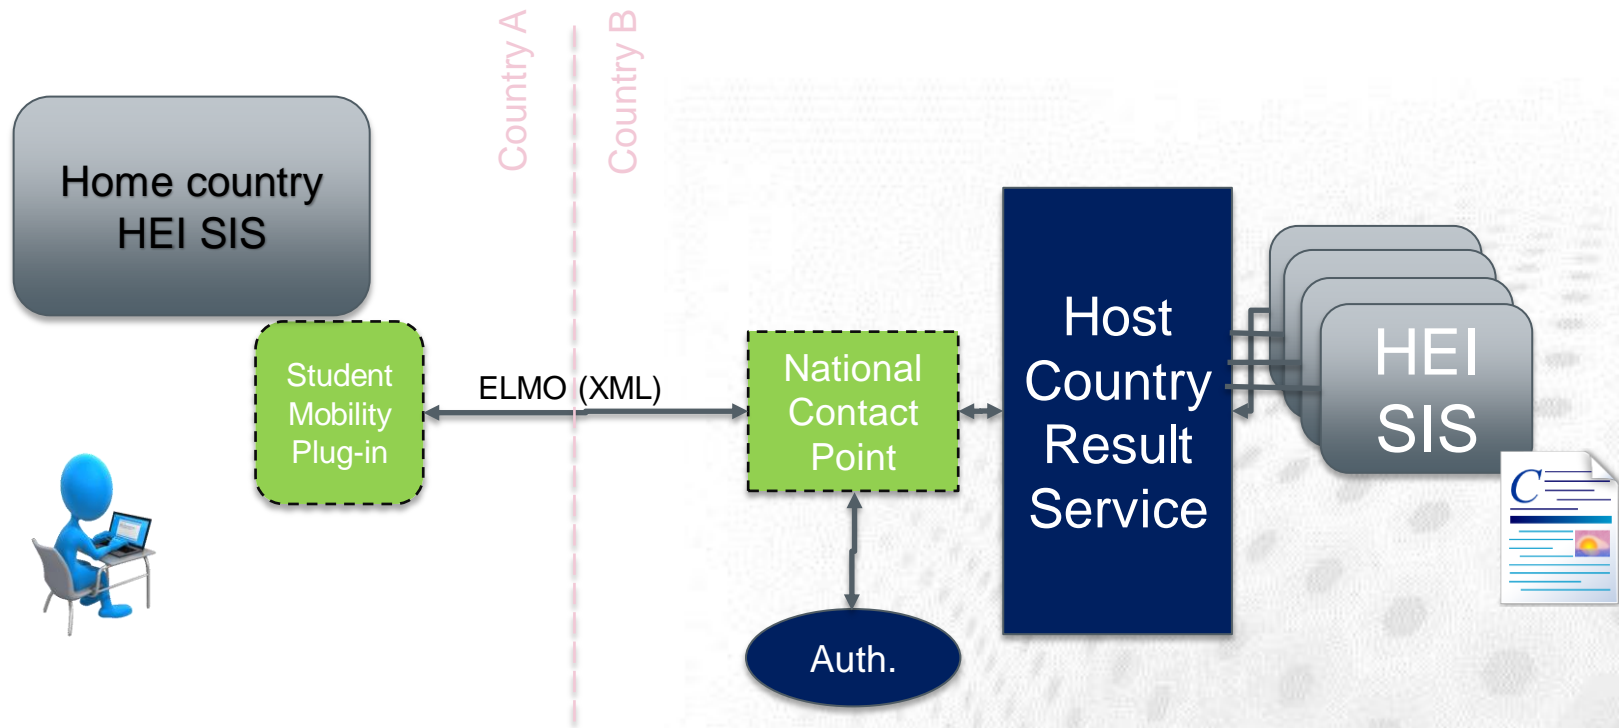 Country A
Country B
Home country
HEI SIS
Student
Mobility
Plug-in
ELMO (XML)
National
Contact
Point
Auth.
Host
Country
Result
Service
HEI
SIS
C